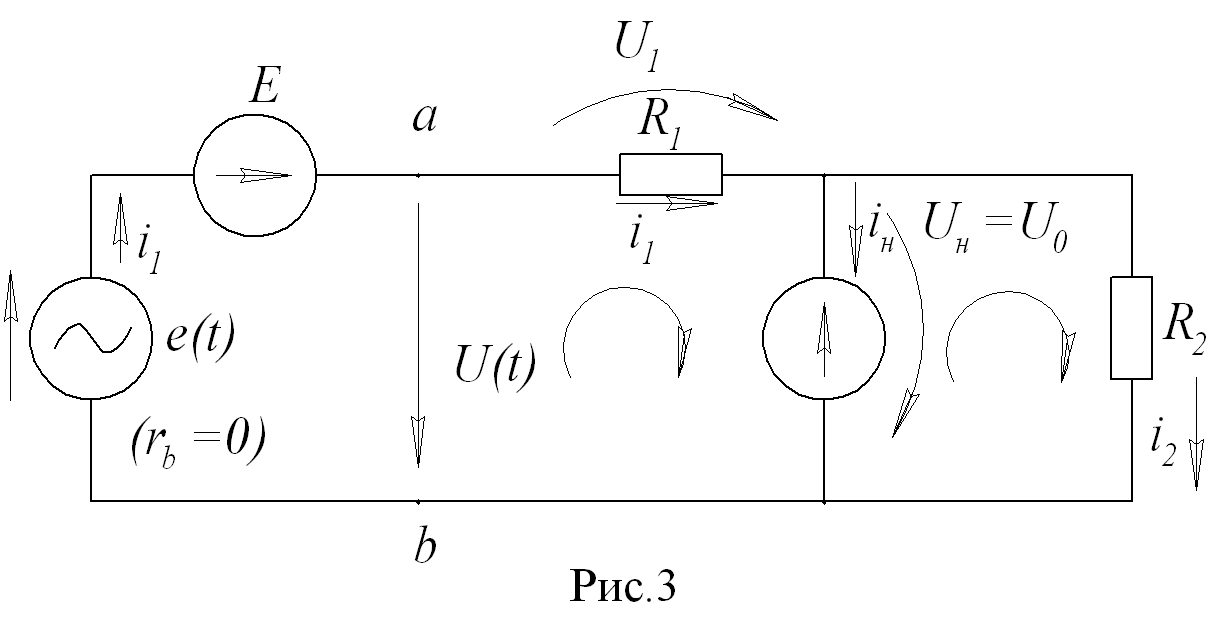 U1
E
a
R1
i1
i1
iн
Uн = U0
e(t)
U(t)
R2
(rb = 0)
i2
b
Рис.3